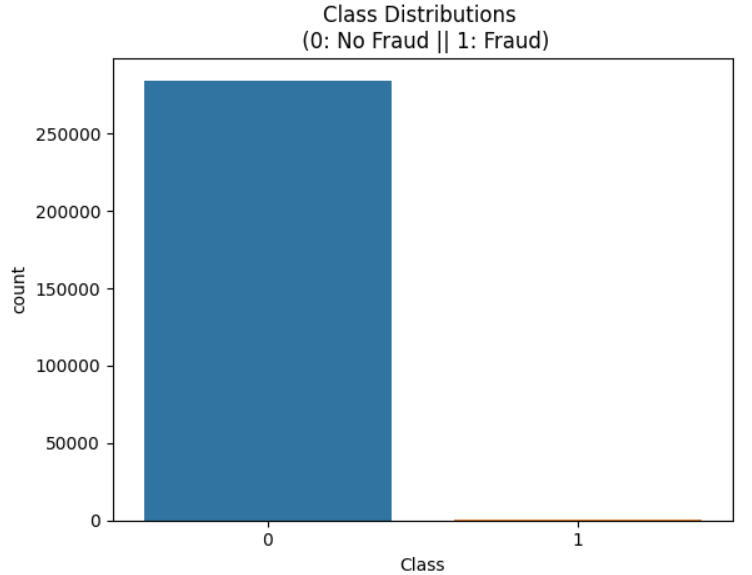 Class Distributions
(0: No Fraud || 1: Fraud)
250000
200000
150000
100000
50000
0
count
0 1
Class